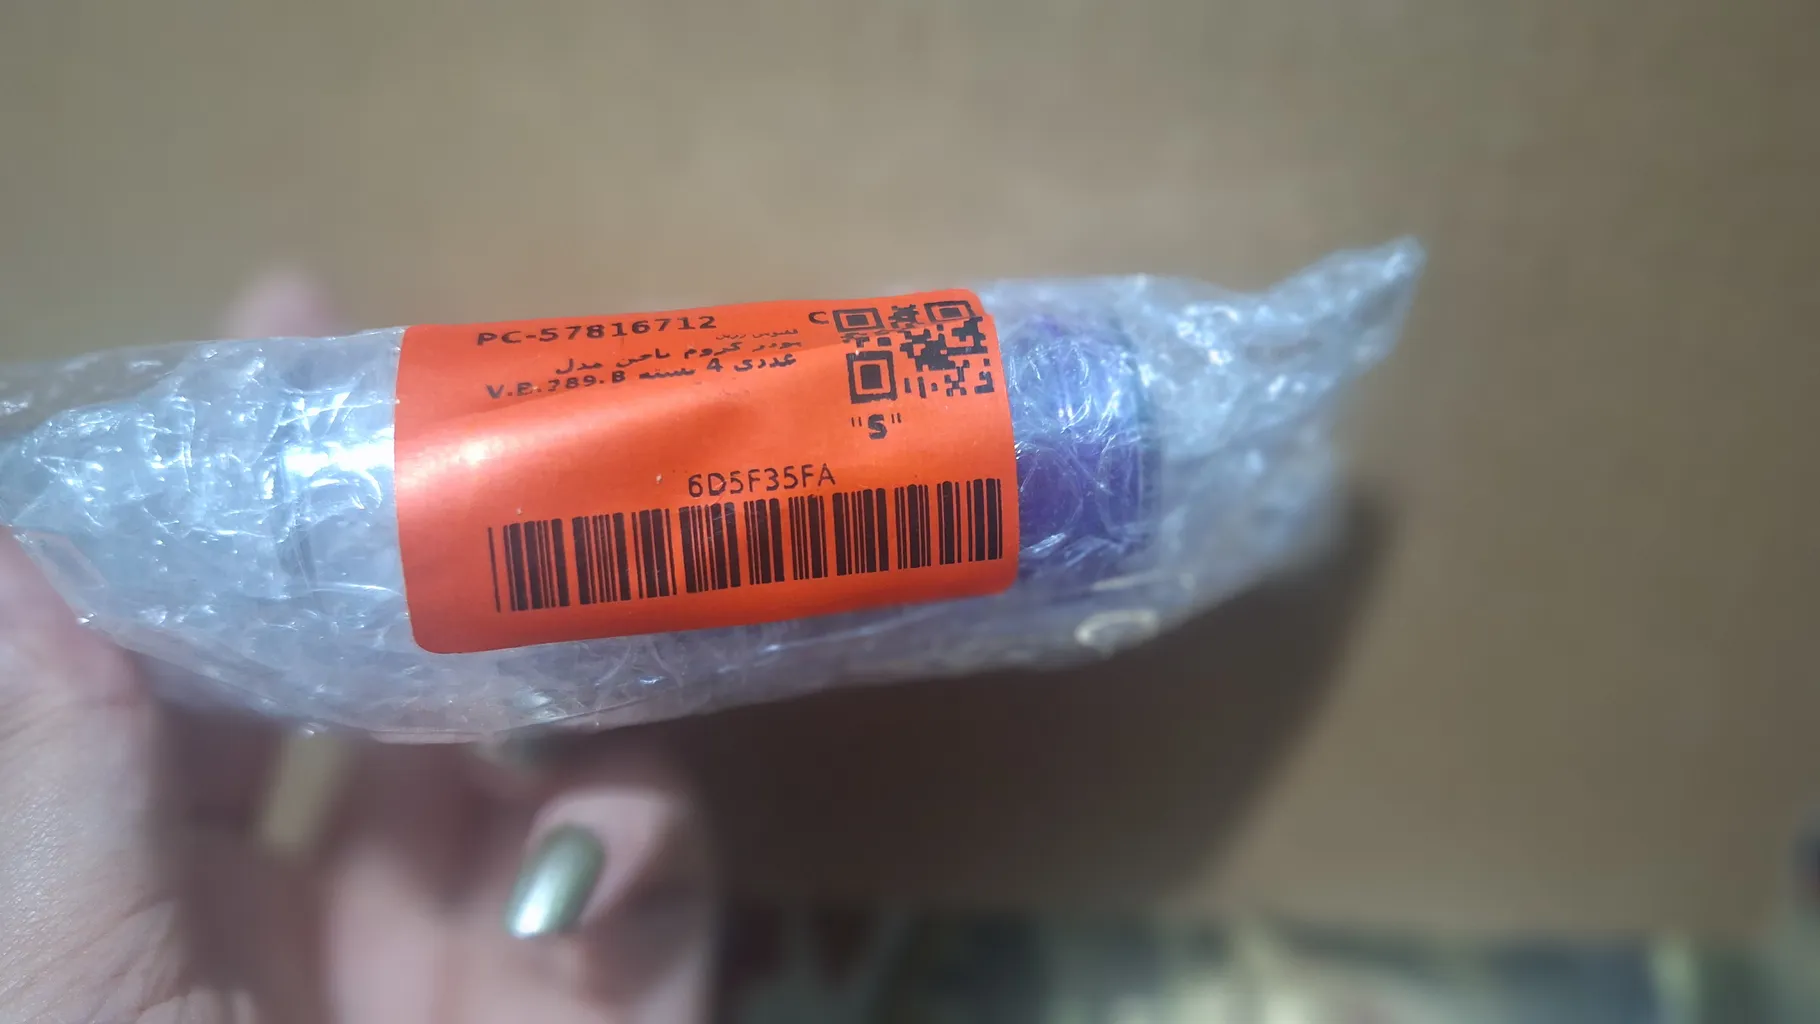 PC-57816712
C
پودر کروم ناخن مدل
V.B.789.B بسته 4 عددی
"S"
6D5F35FA